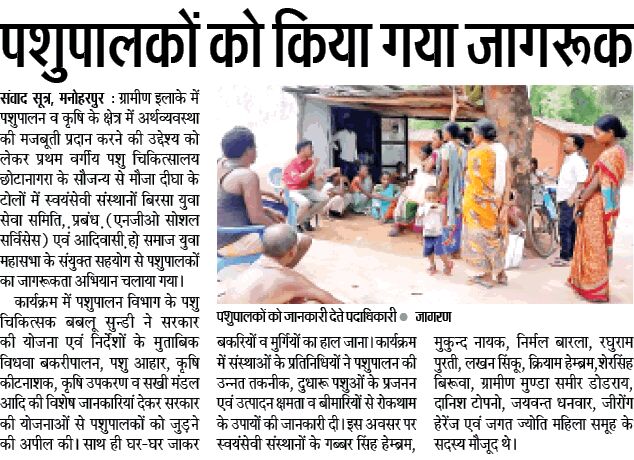 पशुपालकों को किया गया जागरूक
संवाद सूत्र, मनोहरपुर : ग्रामीण इलाके में
पशुपालन व कृषि के क्षेत्र में अर्थव्यवस्था
की मजबूती प्रदान करने की उद्देश्य को
लेकर प्रथम वर्गीय पशु चिकित्सालय
छोटानागरा के सौजन्य से मौजा दीघा के
टोलों में स्वयंसेवी संस्थानों बिरसा युवा
सेवा समिति, प्रबंध (एनजीओ सोशल
सर्विसेस) एवं आदिवासी हो समाज युवा
महासभा के संयुक्त सहयोग से पशुपालकों
का जागरूकता अभियान चलाया गया।
कार्यक्रम में पशुपालन विभाग के पशु
चिकित्सक बबलू सुन्डी ने सरकार
की योजना एवं निर्देशों के मुताबिक
विधवा बकरीपालन, पशु आहार, कृषि
कीटनाशक, कृषि उपकरण व सखी मंडल
आदि की विशेष जानकारियां देकर सरकार
की योजनाओं से पशुपालकों को जुड़ने
की अपील की। साथ ही घर-घर जाकर
पशुपालकों को जानकारी देते पदाधिकारी ● जागरण
बकरियों व मुर्गियों का हाल जाना। कार्यक्रम
में संस्थाओं के प्रतिनिधियों ने पशुपालन की
उन्नत तकनीक, दुधारू पशुओं के प्रजनन
एवं उत्पादन क्षमता व बीमारियों से रोकथाम
के उपायों की जानकारी दी। इस अवसर पर
स्वयंसेवी संस्थानों के गब्बर सिंह हेम्ब्रम,
मुकुन्द नायक, निर्मल बारला, रघुराम
पुरती, लखन सिंकू, क्रियाम हेम्ब्रम,शेरसिंह
बिरूवा, ग्रामीण मुण्डा समीर डोडराय,
दानिश टोपनो, जयवन्त धनवार, जीरोंग
हेरेंज एवं जगत ज्योति महिला समूह के
सदस्य मौजूद थे।